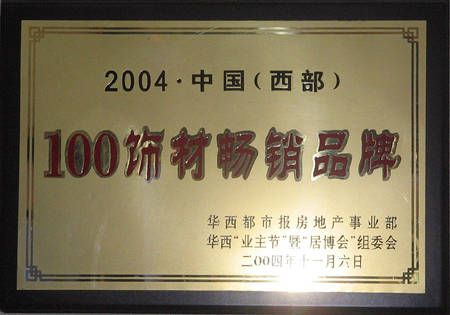 2004·中国(西部)
100饰材畅销品牌
华西都市报房地产事业部
华西“业主节”暨“居博会”组委会
二00四年十一月六日